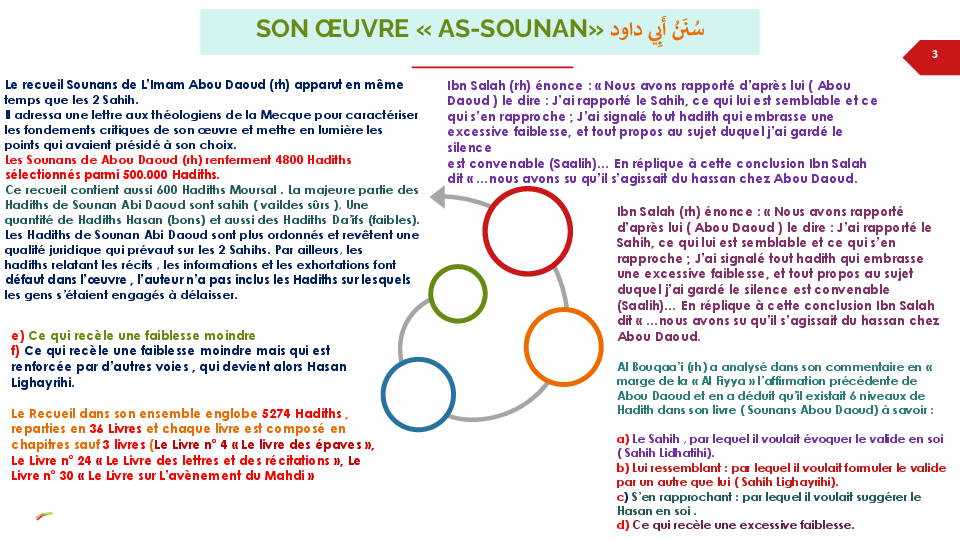 SON ŒUVRE « AS-SOUNAN» سُنَنُ أَبِي داود
3
Le recueil Sounans de L'Imam Abou Daoud (rh) apparut en même
temps que les 2 Sahih.
Il adressa une lettre aux théologiens de la Mecque pour caractériser
les fondements critiques de son œuvre et mettre en lumière les
points qui avaient présidé à son choix.
Les Sounans de Abou Daoud (rh) renferment 4800 Hadiths
sélectionnés parmi 500.000 Hadiths.
Ce recueil contient aussi 600 Hadiths Moursal . La majeure partie des
Hadiths de Sounan Abi Daoud sont sahih ( vaildes sûrs ), Une
quantité de Hadiths Hasan (bons) et aussi des Hadiths Da'ïfs (faibles).
Les Hadiths de Sounan Abi Daoud sont plus ordonnés et revêtent une
qualité juridique qui prévaut sur les 2 Sahihs. Par ailleurs, les
hadiths relatant les récits , les informations et les exhortations font
défaut dans l'œuvre , l'auteur n'a pas inclus les Hadiths sur lesquels
les gens s'étaient engagés à délaisser.
e) Ce qui recèle une faiblesse moindre
f) Ce qui recèle une faiblesse moindre mais qui est
renforcée par d'autres voies , qui devient alors Hasan
Lighayrihi.
Le Recueil dans son ensemble englobe 5274 Hadiths ,
reparties en 36 Livres et chaque livre est composé en
chapitres sauf 3 livres (Le Livre n° 4 « Le livre des épaves »,
Le Livre n° 24 « Le Livre des lettres et des récitations », Le
Livre n° 30 « Le Livre sur L'avènement du Mahdi »
Ibn Salah (rh) énonce : « Nous avons rapporté d'après lui ( Abou
Daoud ) le dire : J'ai rapporté le Sahih, ce qui lui est semblable et ce
qui s'en rapproche ; J'ai signalé tout hadith qui embrasse une
excessive faiblesse, et tout propos au sujet duquel j'ai gardé le
silence
est convenable (Saalih)… En réplique à cette conclusion Ibn Salah
dit « …nous avons su qu'il s'agissait du hassan chez Abou Daoud.
Ibn Salah (rh) énonce : « Nous avons rapporté
d'après lui ( Abou Daoud ) le dire : J'ai rapporté le
Sahih, ce qui lui est semblable et ce qui s'en
rapproche ; J'ai signalé tout hadith qui embrasse
une excessive faiblesse, et tout propos au sujet
duquel j'ai gardé le silence est convenable
(Saalih)… En réplique à cette conclusion Ibn Salah
dit « …nous avons su qu'il s'agissait du hassan chez
Abou Daoud.
Al Bouqaa'i (rh) a analysé dans son commentaire en «
marge de la « Al Fiyya » l'affirmation précédente de
Abou Daoud et en a déduit qu'il existait 6 niveaux de
Hadith dans son livre ( Sounans Abou Daoud) à savoir :
a) Le Sahih , par lequel il voulait évoquer le valide en soi
( Sahih Lidhatihi).
b) Lui ressemblant : par lequel il voulait formuler le valide
par un autre que lui ( Sahih Lighayrihi).
c) S'en rapprochant : par lequel il voulait suggérer le
Hasan en soi .
d) Ce qui recèle une excessive faiblesse.